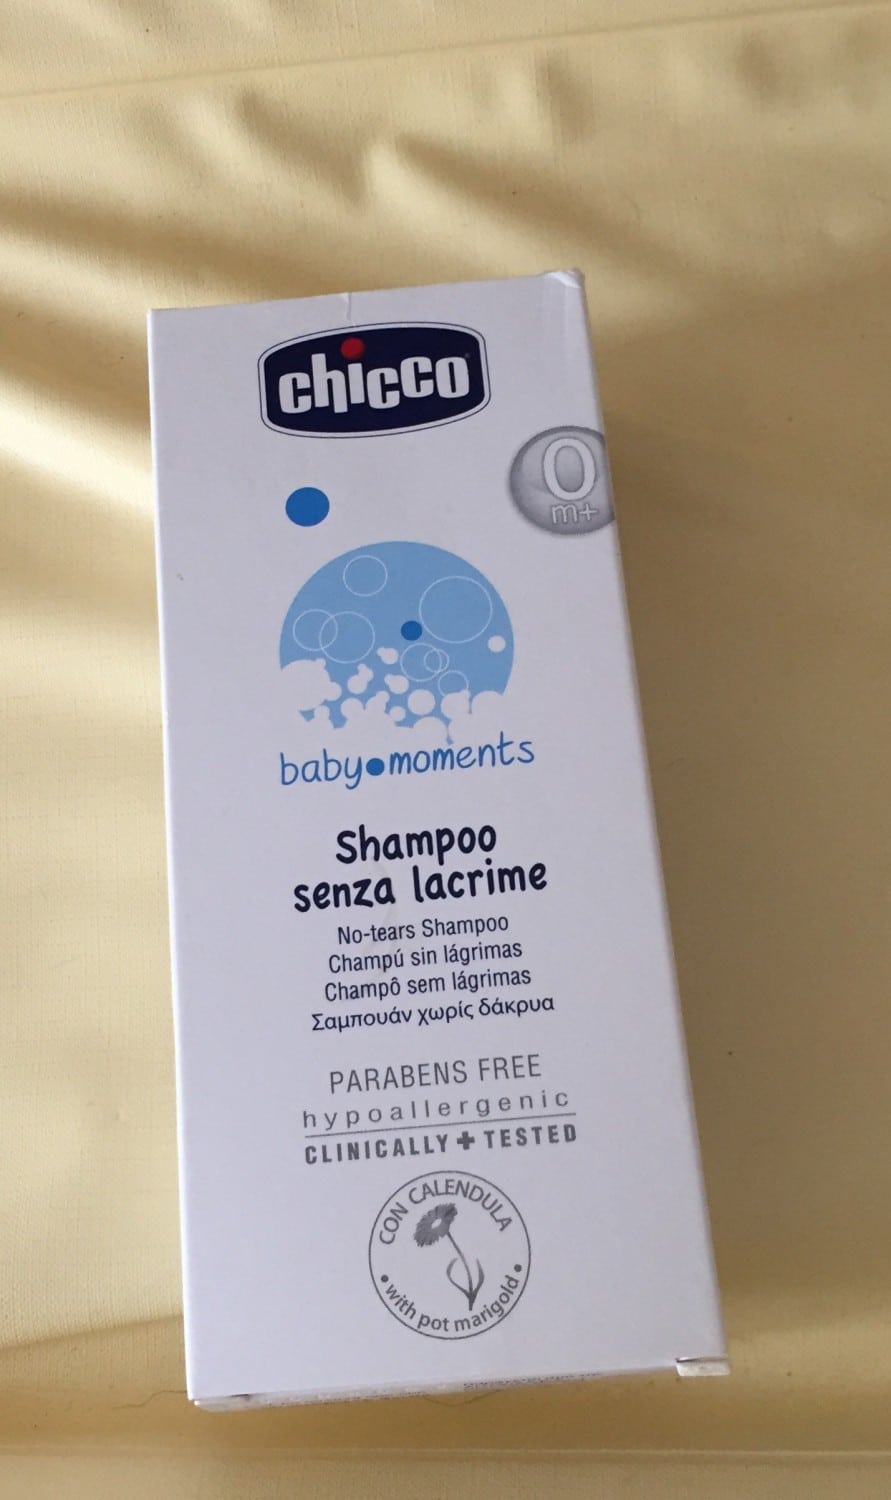 chicco
0
m+
baby moments
Shampoo
senza lacrime
No-tears Shampoo
Champú sin lágrimas
Champô sem lágrimas
Σαμπουάν χωρίς δάκρυα
PARABENS FREE
hypoallergenic
CLINICALLY + TESTED
CON CALENDULA
• with pot marigold •